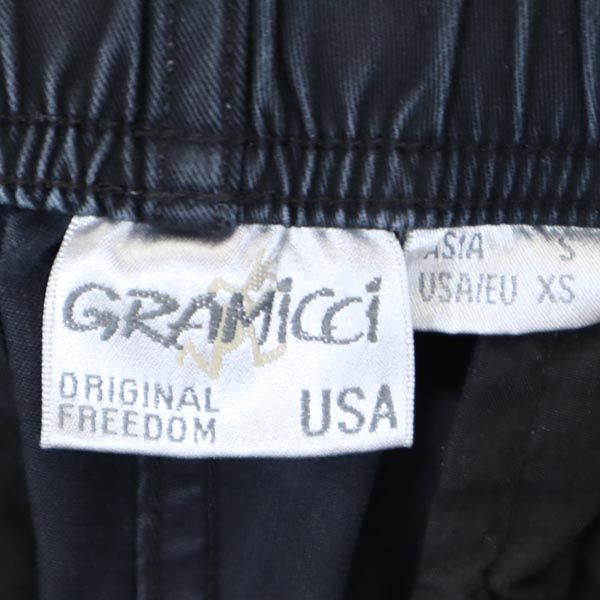 GRAMiCCi
ORIGINAL
FREEDOM
USA
ASIA S
USA/EU XS